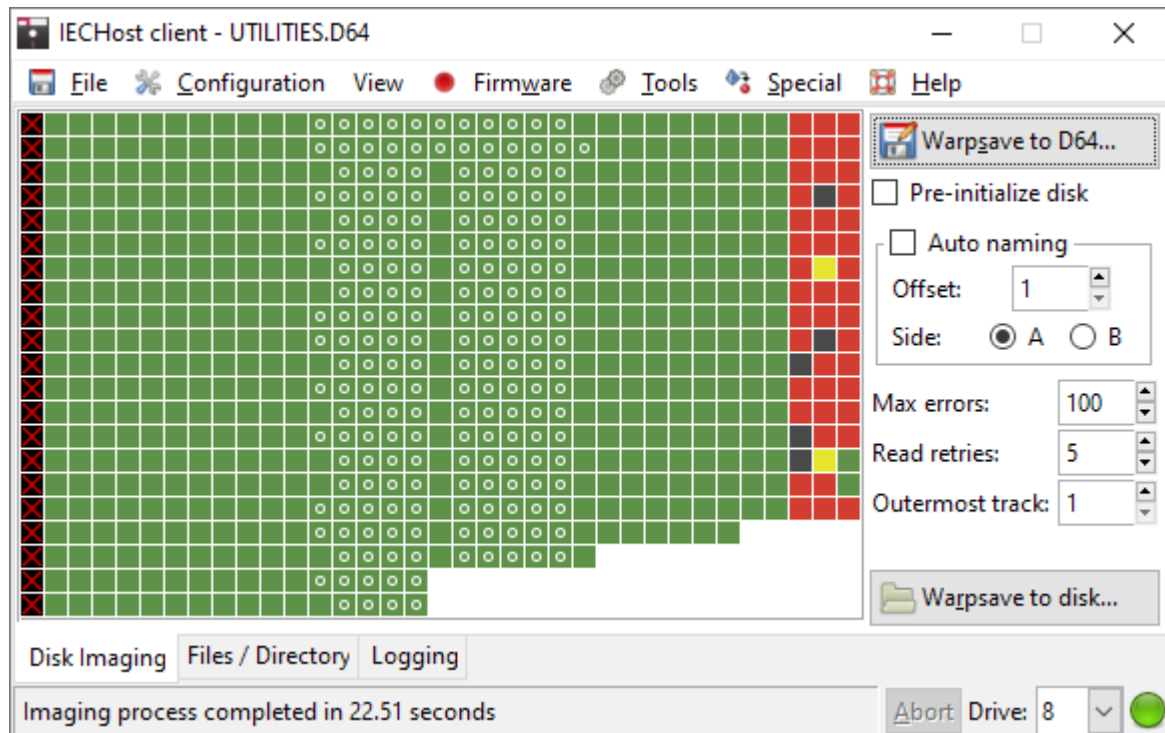 IECHost client - UTILITIES.D64
File Configuration View Firmware Tools Special Help
Warpsave to D64...
Pre-initialize disk
Auto naming
Offset: 1
Side: A B
Max errors: 100
Read retries: 5
Outermost track: 1
Warpsave to disk...
Disk Imaging Files / Directory Logging
Imaging process completed in 22.51 seconds Abort Drive: 8